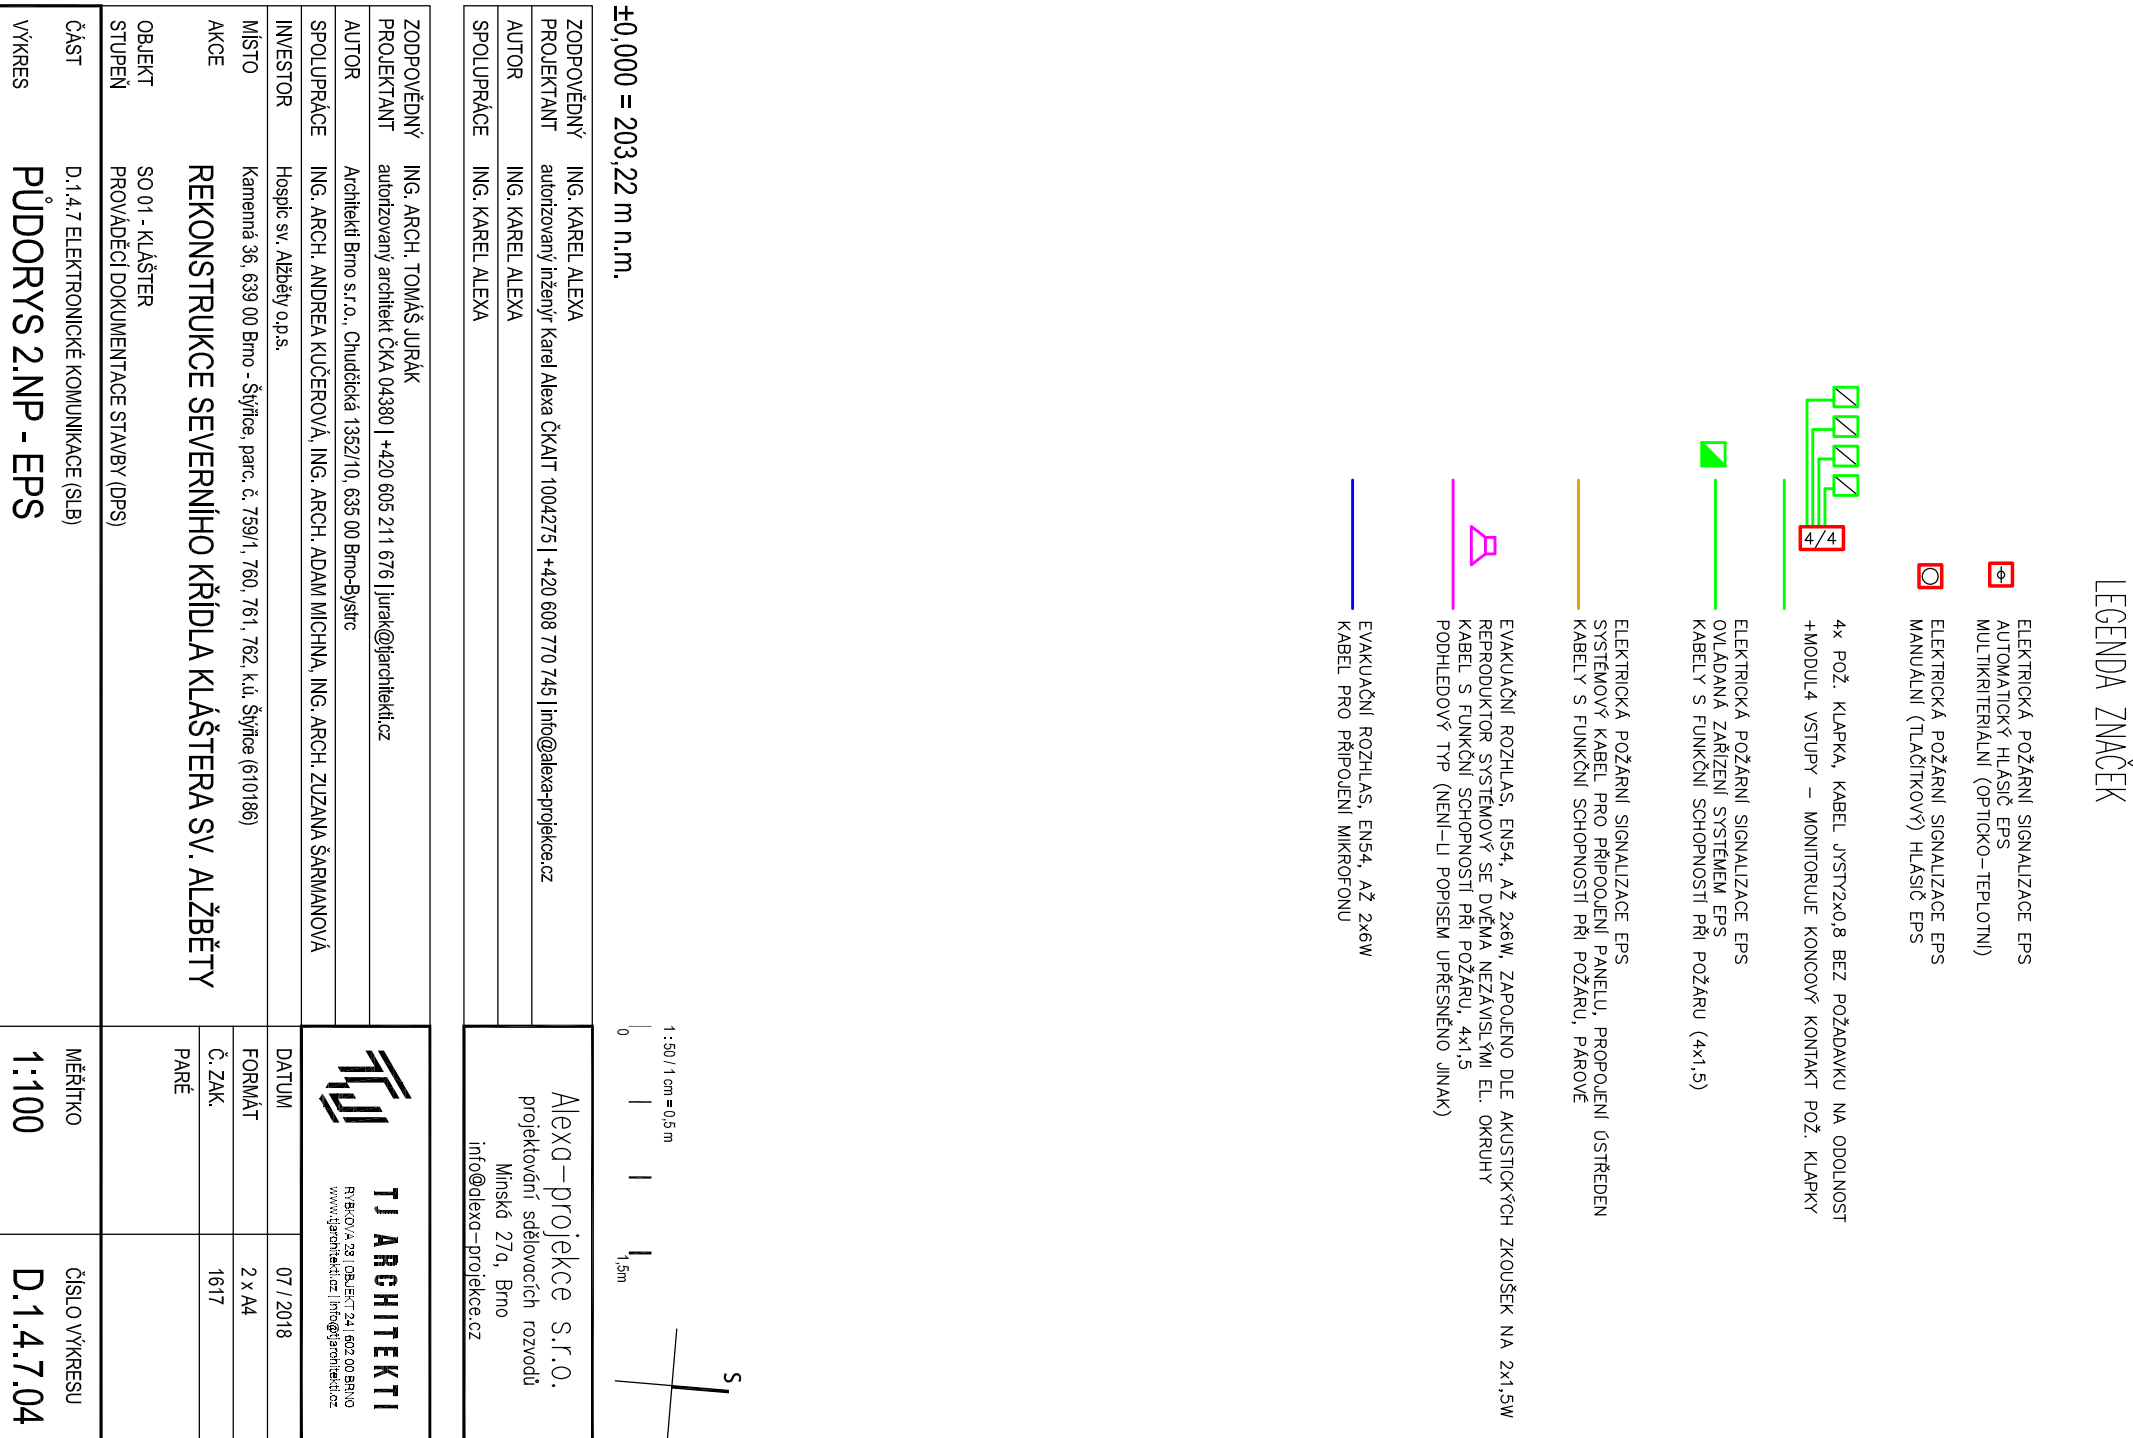 LEGENDA ZNAČEK
ELEKTRICKÁ POŽÁRNÍ SIGNALIZACE EPS
AUTOMATICKÝ HLÁSIČ EPS
MULTIKRITERIÁLNÍ (OPTICKO-TEPLOTNÍ)
ELEKTRICKÁ POŽÁRNÍ SIGNALIZACE EPS
MANUÁLNÍ (TLAČÍTKOVÝ) HLÁSIČ EPS
4/4
4x POŽ. KLAPKA, KABEL JYSTY2x0,8 BEZ POŽADAVKU NA ODOLNOST
+MODUL4 VSTUPY - MONITORUJE KONCOVÝ KONTAKT POŽ. KLAPKY
ELEKTRICKÁ POŽÁRNÍ SIGNALIZACE EPS
OVLÁDANÁ ZAŘÍZENÍ SYSTÉMEM EPS
KABELY S FUNKČNÍ SCHOPNOSTÍ PŘI POŽÁRU (4x1,5)
ELEKTRICKÁ POŽÁRNÍ SIGNALIZACE EPS
SYSTÉMOVÝ KABEL PRO PŘIPOOJENÍ PANELU, PROPOJENÍ ÚSTŘEDEN
KABELY S FUNKČNÍ SCHOPNOSTÍ PŘI POŽÁRU, PÁROVÉ
EVAKUAČNÍ ROZHLAS, EN54, AŽ 2x6W, ZAPOJENO DLE AKUSTICKÝCH ZKOUŠEK NA 2x1,5W
REPRODUKTOR SYSTÉMOVÝ SE DVĚMA NEZÁVISLÝMI EL. OKRUHY
KABEL S FUNKČNÍ SCHOPNOSTÍ PŘI POŽÁRU, 4x1,5
PODHLEDOVÝ TYP (NENÍ-LI POPISEM UPŘESNĚNO JINAK)
EVAKUAČNÍ ROZHLAS, EN54, AŽ 2x6W
KABEL PRO PŘIPOJENÍ MIKROFONU
S
1 : 50 / 1 cm = 0,5 m
0 1,5m
±0,000 = 203,22 m n.m.
ZODPOVĚDNÝ PROJEKTANT ING. KAREL ALEXA
autorizovaný inženýr Karel Alexa ČKAIT 1004275 | +420 608 770 745 | info@alexa-projekce.cz
AUTOR ING. KAREL ALEXA
SPOLUPRÁCE ING. KAREL ALEXA
Alexa-projekce s.r.o.
projektování sdělovacích rozvodů
Minská 27a, Brno
info@alexa-projekce.cz
ZODPOVĚDNÝ PROJEKTANT ING. ARCH. TOMÁŠ JURÁK
autorizovaný architekt ČKA 04380 | +420 605 211 676 | jurak@tjarchitekti.cz
AUTOR Architekti Brno s.r.o., Chudčická 1352/10, 635 00 Brno-Bystrc
SPOLUPRÁCE ING. ARCH. ANDREA KUČEROVÁ, ING. ARCH. ADAM MICHNA, ING. ARCH. ZUZANA ŠARMANOVÁ
TJ ARCHITEKTI
RYBKOVA 23 | OBJEKT 24 | 602 00 BRNO
www.tjarchitekti.cz | info@tjarchitekti.cz
INVESTOR Hospic sv. Alžběty o.p.s.
MÍSTO Kamenná 36, 639 00 Brno - Štýřice, parc. č. 759/1, 760, 761, 762, k.ú. Štýřice (610186)
AKCE REKONSTRUKCE SEVERNÍHO KŘÍDLA KLÁŠTERA SV. ALŽBĚTY
OBJEKT SO 01 - KLÁŠTER
STUPEŇ PROVÁDĚCÍ DOKUMENTACE STAVBY (DPS)
DATUM 07 / 2018
FORMÁT 2 x A4
Č. ZAK. 1617
PARÉ
ČÁST D.1.4.7 ELEKTRONICKÉ KOMUNIKACE (SLB)
VÝKRES PŮDORYS 2.NP - EPS
MĚŘÍTKO
1:100
ČÍSLO VÝKRESU
D.1.4.7.04